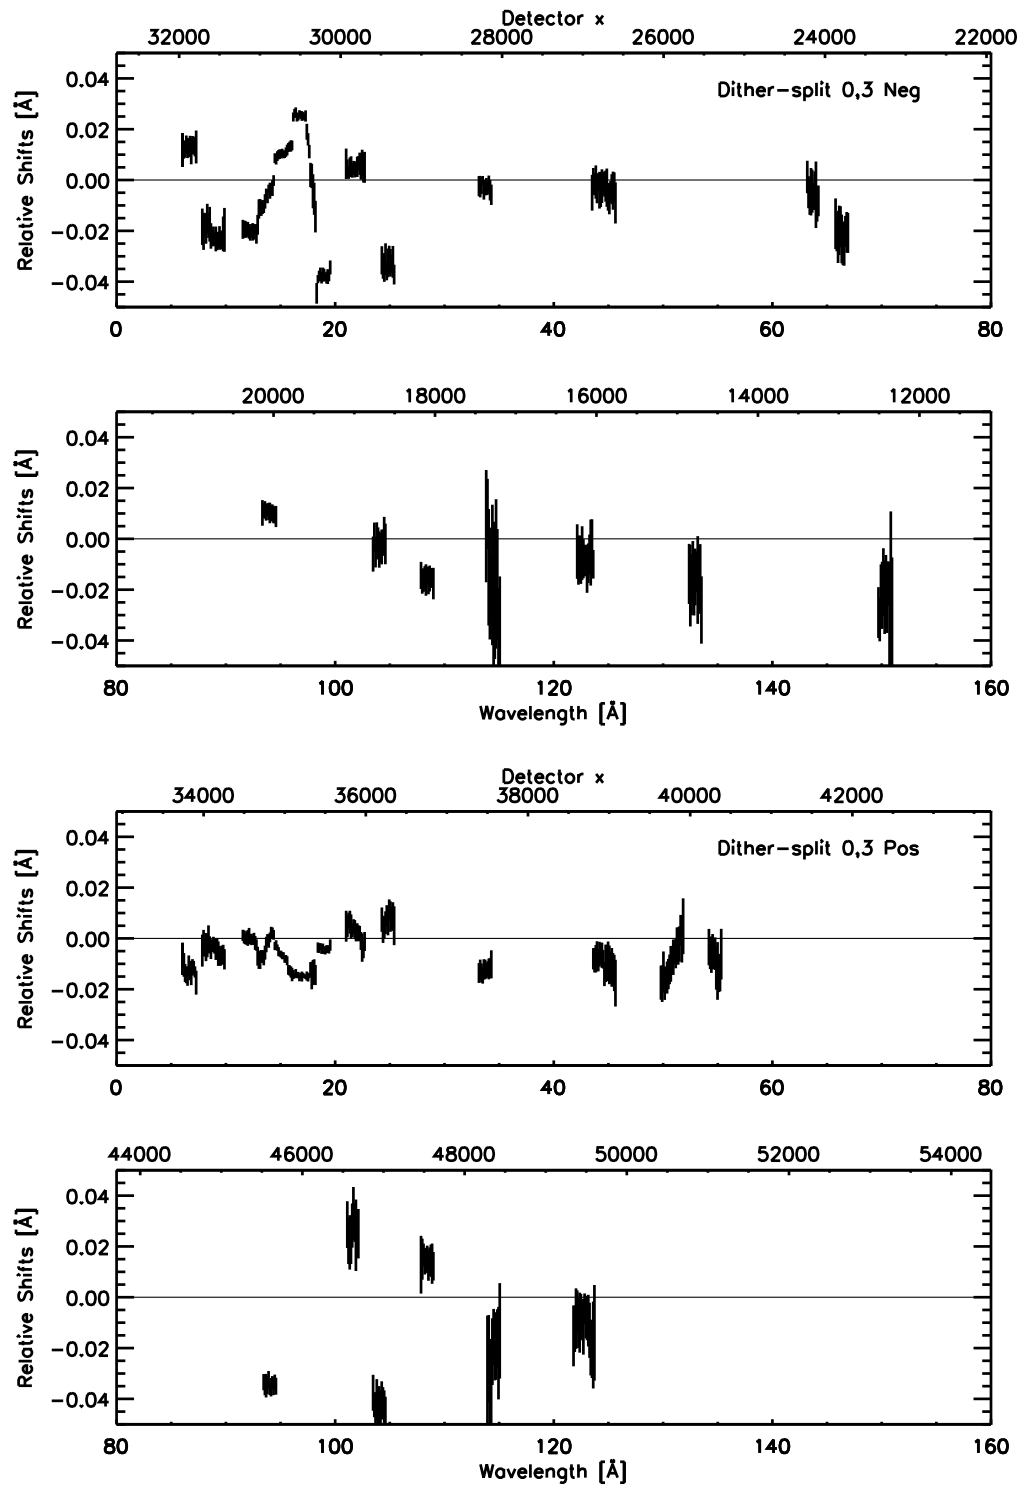 Detector x
32000 30000 28000 26000 24000 22000
Dither-split 0,3 Neg
Relative Shifts [Å]
0.04
0.02
0.00
-0.02
-0.04
0 20 40 60 80
20000 18000 16000 14000 12000
Relative Shifts [Å]
0.04
0.02
0.00
-0.02
-0.04
80 100 120 140 160
Wavelength [Å]
Detector x
34000 36000 38000 40000 42000
Dither-split 0,3 Pos
Relative Shifts [Å]
0.04
0.02
0.00
-0.02
-0.04
0 20 40 60 80
44000 46000 48000 50000 52000 54000
Relative Shifts [Å]
0.04
0.02
0.00
-0.02
-0.04
80 100 120 140 160
Wavelength [Å]